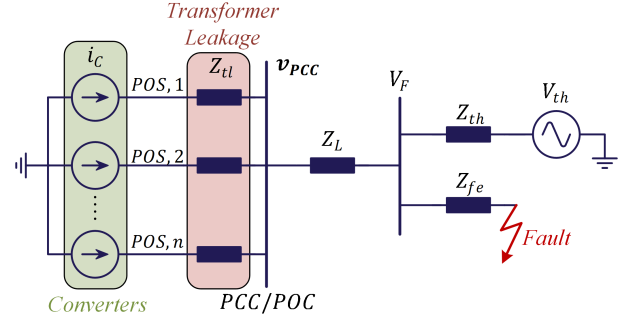 Transformer
Leakage
i_C
Z_tl
v_PCC
POS, 1
POS, 2
POS, n
V_F
Z_L
Z_th
V_th
Z_fe
Fault
Converters
PCC/POC